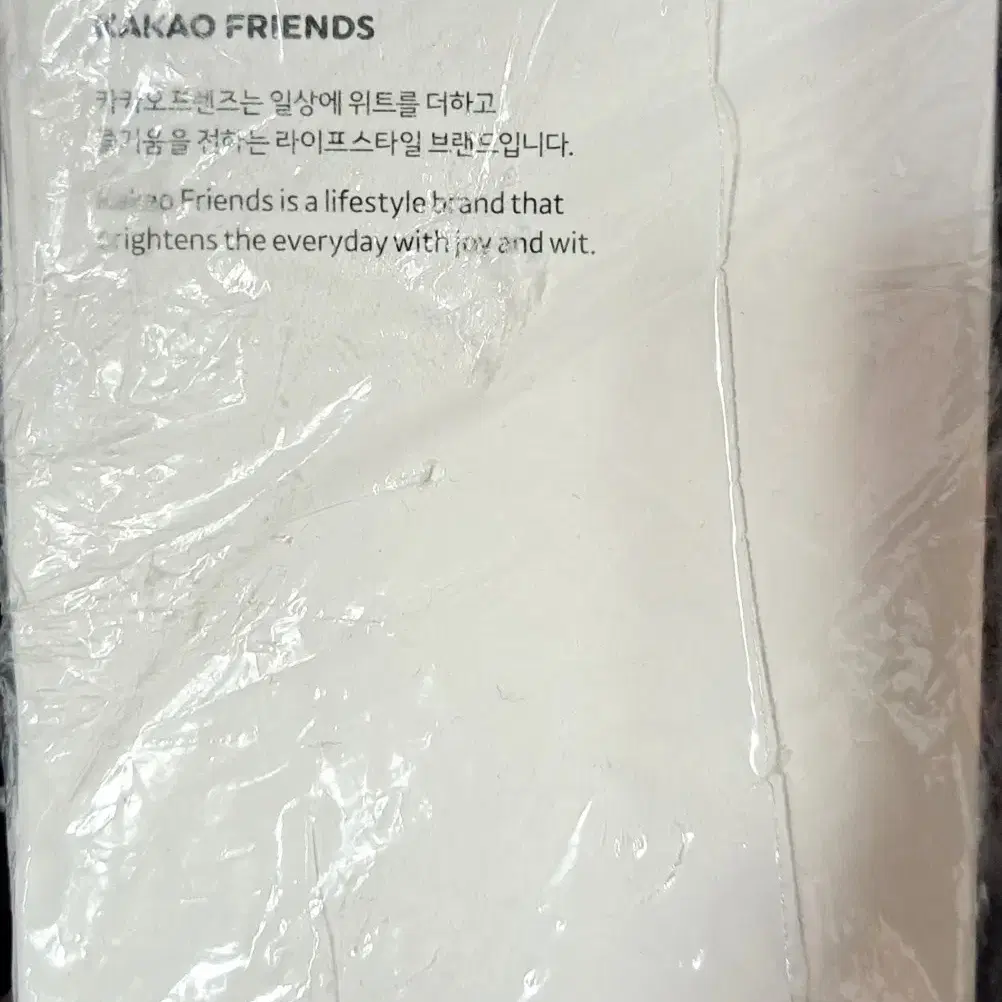 KAKAO FRIENDS
카카오프렌즈는 일상에 위트를 더하고
즐거움을 전하는 라이프스타일 브랜드입니다.
Kakao Friends is a lifestyle brand that
brightens the everyday with joy and wit.